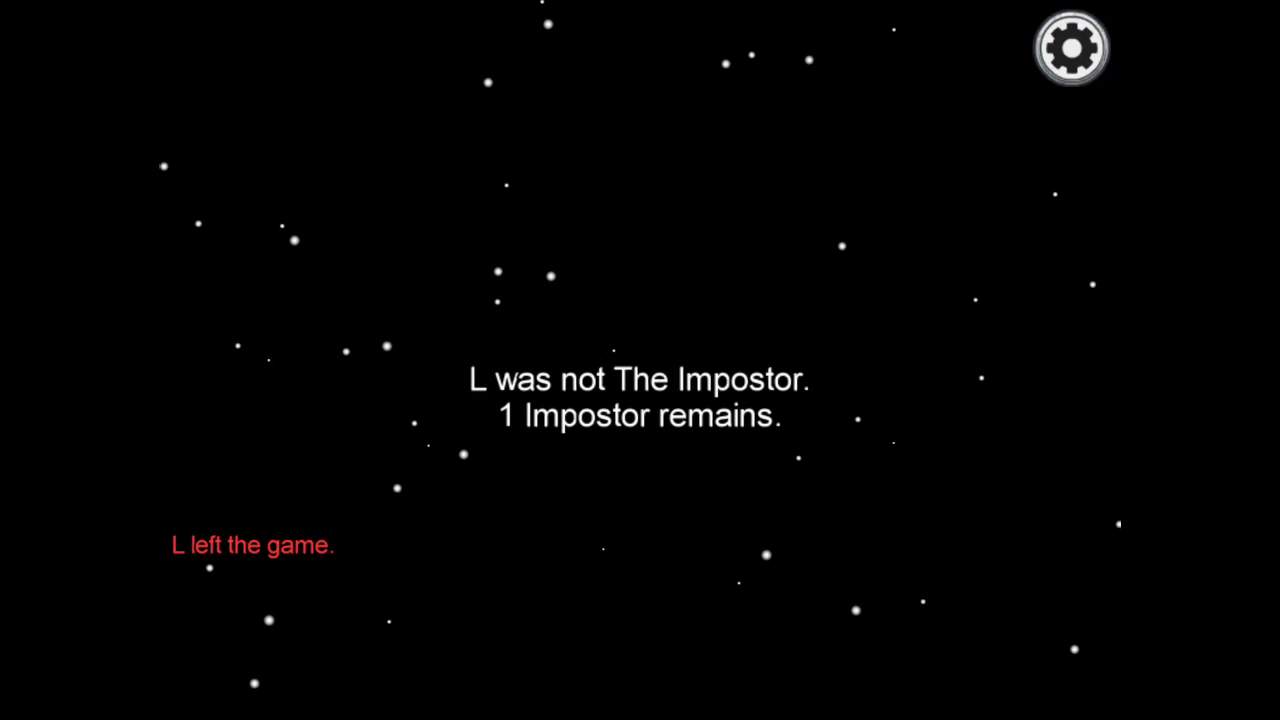 L was not The Impostor.
1 Impostor remains.
L left the game.